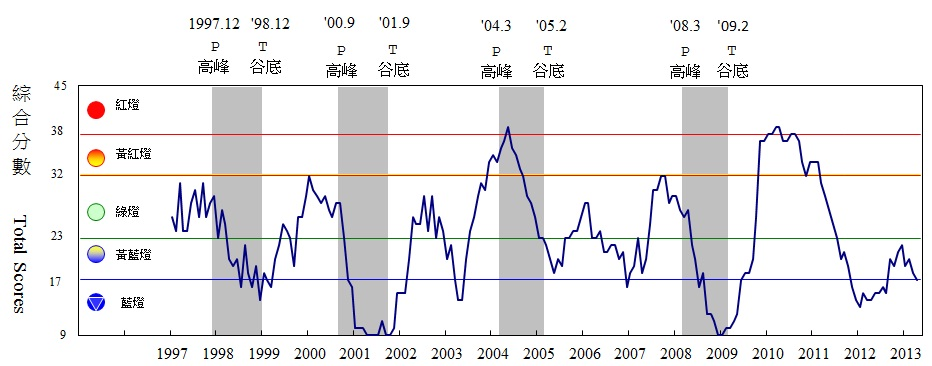 1997.12 '98.12 '00.9 '01.9 '04.3 '05.2 '08.3 '09.2
P T P T P T P T
高峰 谷底 高峰 谷底 高峰 谷底 高峰 谷底
綜合分數 Total Scores
45
紅燈
38
黃紅燈
32
綠燈
23
黃藍燈
17
藍燈
9
1997 1998 1999 2000 2001 2002 2003 2004 2005 2006 2007 2008 2009 2010 2011 2012 2013